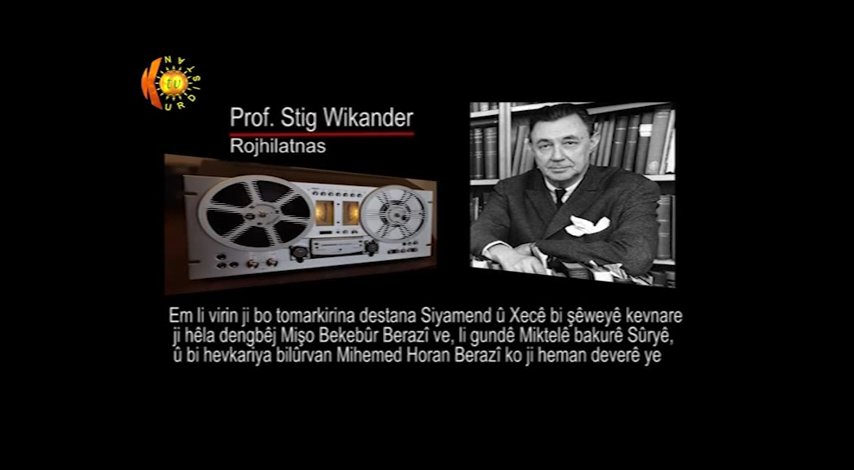 KURDISTAN
Prof. Stig Wikander
Rojhilatnas
Em li virin ji bo tomarkirina destana Siyamend û Xecê bi şêweyê kevnare
ji hêla dengbêj Mişo Bekebûr Berazî ve, li gundê Miktelê bakurê Sûryê,
û bi hevkariya bilûrvan Mihemed Horan Berazî ko ji heman deverê ye